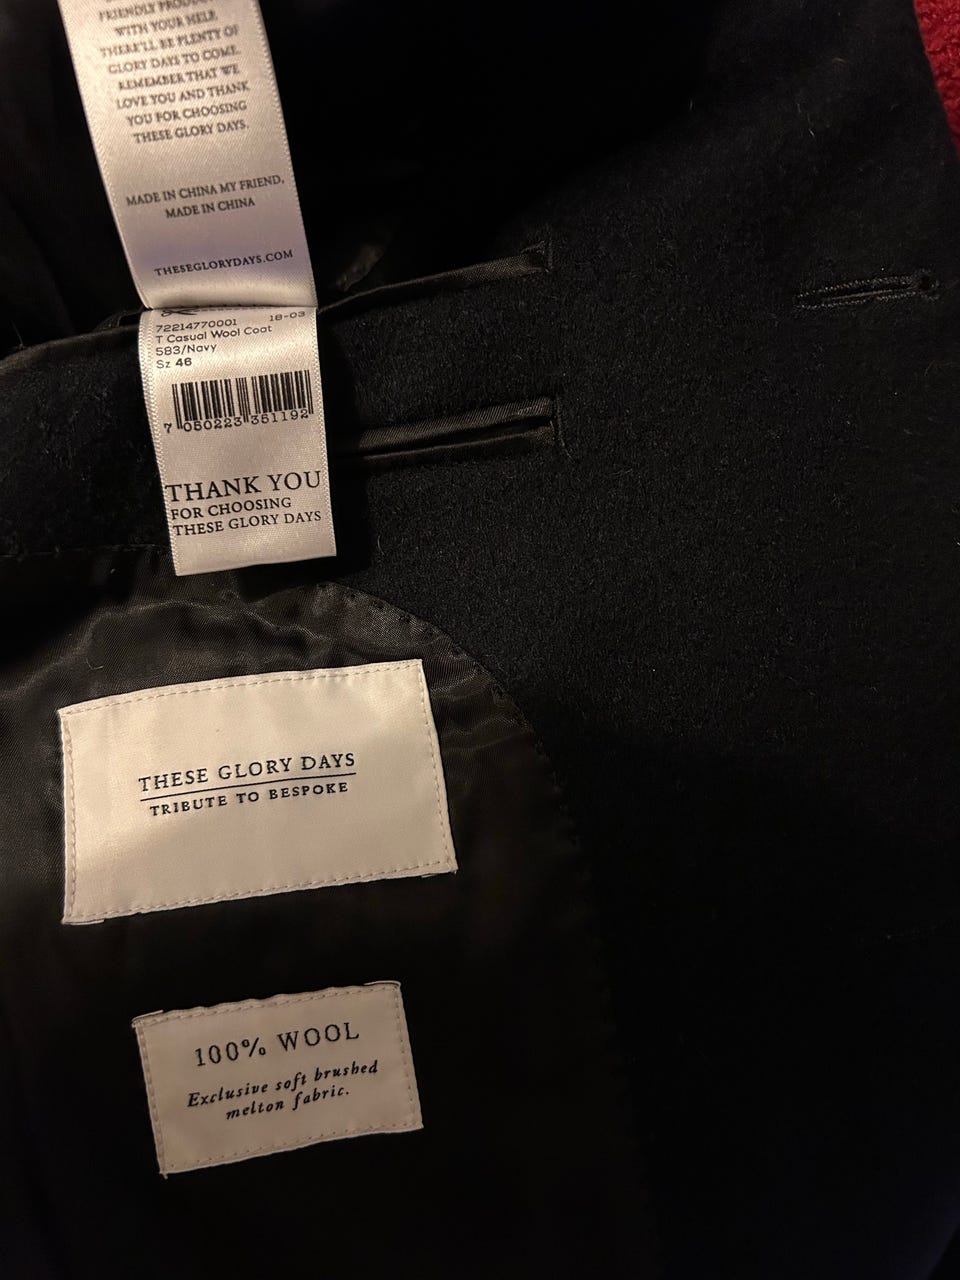 FRIENDLY PRODUCT
WITH YOUR HELP
THERE'LL BE PLENTY OF
GLORY DAYS TO COME.
REMEMBER THAT WE
LOVE YOU AND THANK
YOU FOR CHOOSING
THESE GLORY DAYS.
MADE IN CHINA MY FRIEND,
MADE IN CHINA
THESEGLORYDAYS.COM
72214770001 18-03
T Casual Wool Coat
583/Navy
Sz 46
7 050223 351192
THANK YOU
FOR CHOOSING
THESE GLORY DAYS
THESE GLORY DAYS
TRIBUTE TO BESPOKE
100% WOOL
Exclusive soft brushed
melton fabric.